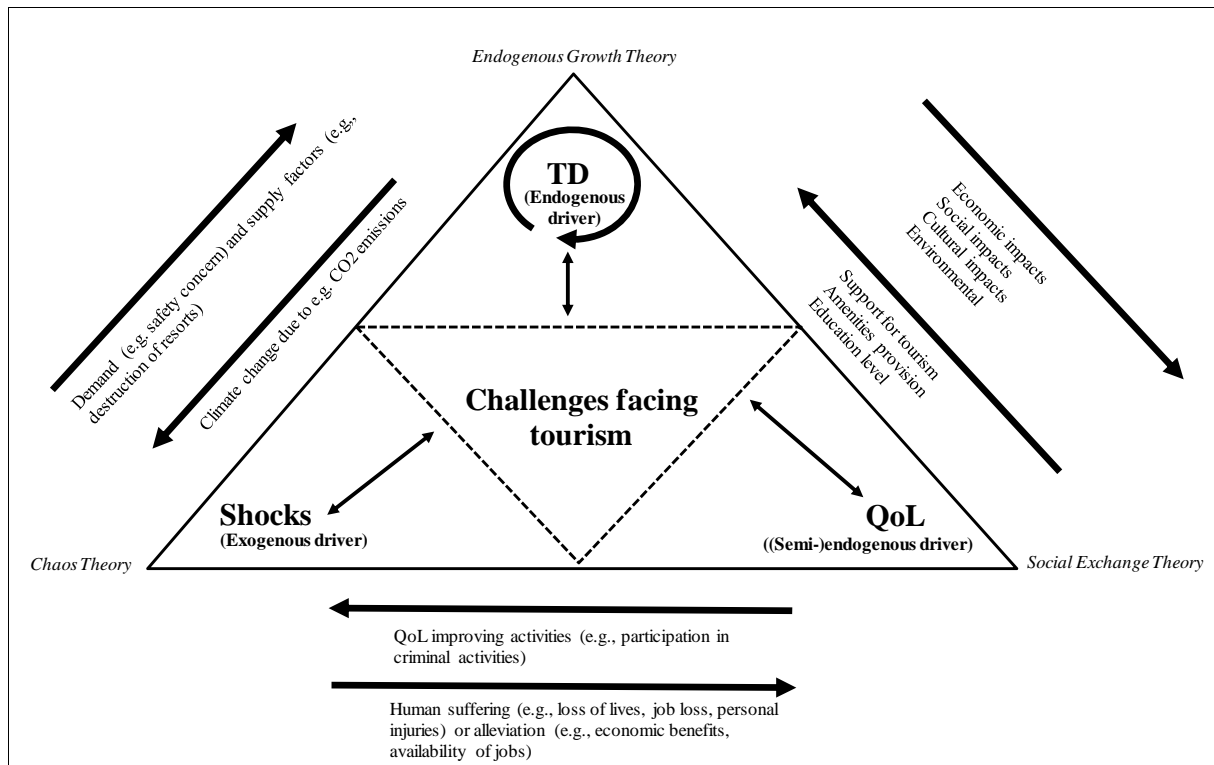 Endogenous Growth Theory
TD
(Endogenous
driver)
Demand (e.g. safety concern) and supply factors (e.g.,
destruction of resorts)
Climate change due to e.g. CO2 emissions
Economic impacts
Social impacts
Cultural impacts
Environmental
Support for tourism
Amenities provision
Education level
Challenges facing
tourism
Shocks
(Exogenous driver)
QoL
((Semi-)endogenous driver)
Chaos Theory
Social Exchange Theory
QoL improving activities (e.g., participation in
criminal activities)
Human suffering (e.g., loss of lives, job loss, personal
injuries) or alleviation (e.g., economic benefits,
availability of jobs)